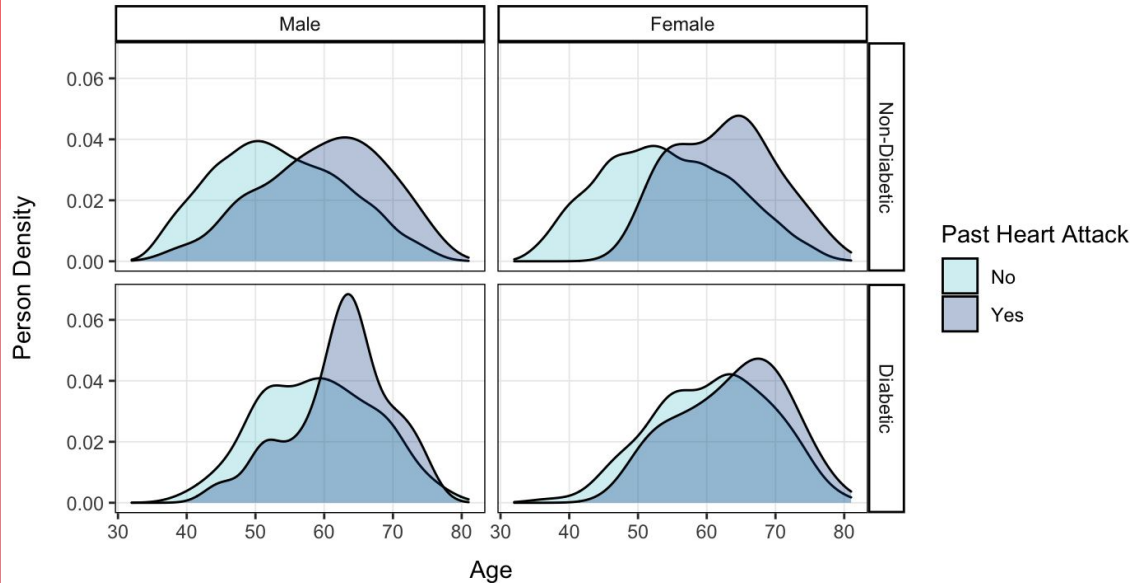 Male
Female
0.06
0.04
0.02
0.00
Non-Diabetic
0.06
0.04
0.02
0.00
Diabetic
30 40 50 60 70 80 30 40 50 60 70 80
Age
Person Density
Past Heart Attack
No
Yes